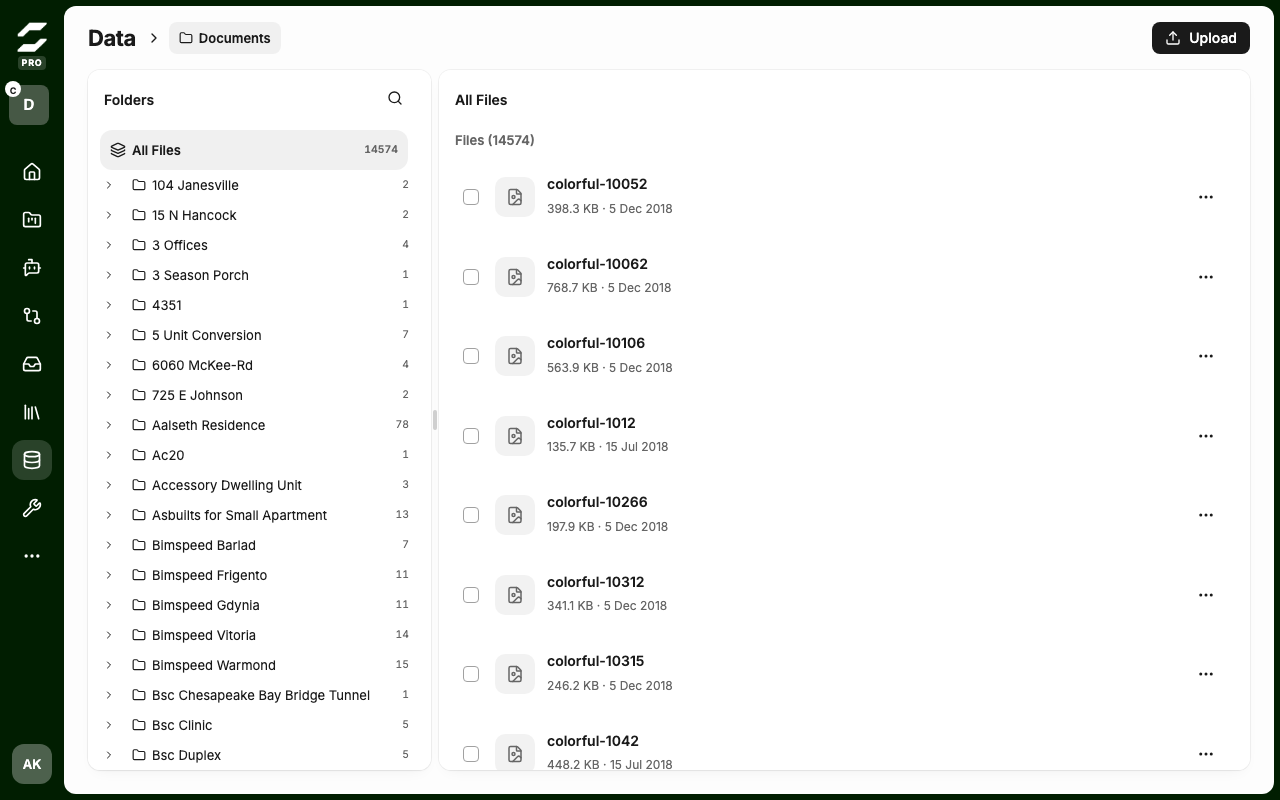 PRO
c
D
AK
Data
Documents
Upload
Folders
All Files 14574
104 Janesville 2
15 N Hancock 2
3 Offices 4
3 Season Porch 1
4351 1
5 Unit Conversion 7
6060 McKee-Rd 4
725 E Johnson 2
Aalseth Residence 78
Ac20 1
Accessory Dwelling Unit 3
Asbuilts for Small Apartment 13
Bimspeed Barlad 7
Bimspeed Frigento 11
Bimspeed Gdynia 11
Bimspeed Vitoria 14
Bimspeed Warmond 15
Bsc Chesapeake Bay Bridge Tunnel 1
Bsc Clinic 5
Bsc Duplex 5
All Files
Files (14574)
colorful-10052
398.3 KB · 5 Dec 2018
colorful-10062
768.7 KB · 5 Dec 2018
colorful-10106
563.9 KB · 5 Dec 2018
colorful-1012
135.7 KB · 15 Jul 2018
colorful-10266
197.9 KB · 5 Dec 2018
colorful-10312
341.1 KB · 5 Dec 2018
colorful-10315
246.2 KB · 5 Dec 2018
colorful-1042
448.2 KB · 15 Jul 2018